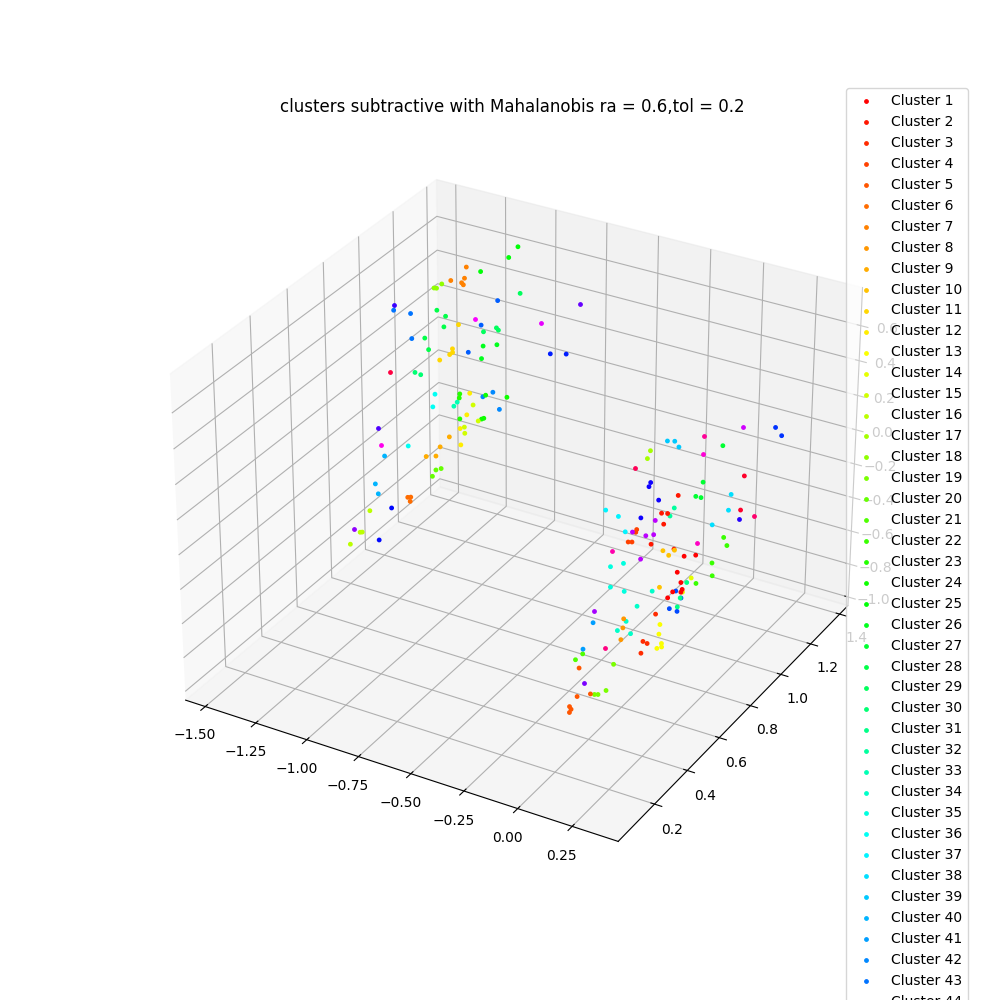 clusters subtractive with Mahalanobis ra = 0.6,tol = 0.2
Cluster 1
Cluster 2
Cluster 3
Cluster 4
Cluster 5
Cluster 6
Cluster 7
Cluster 8
Cluster 9
Cluster 10
Cluster 11
Cluster 12
Cluster 13
Cluster 14
Cluster 15
Cluster 16
Cluster 17
Cluster 18
Cluster 19
Cluster 20
Cluster 21
Cluster 22
Cluster 23
Cluster 24
Cluster 25
Cluster 26
Cluster 27
Cluster 28
Cluster 29
Cluster 30
Cluster 31
Cluster 32
Cluster 33
Cluster 34
Cluster 35
Cluster 36
Cluster 37
Cluster 38
Cluster 39
Cluster 40
Cluster 41
Cluster 42
Cluster 43
Cluster 44
0.4
0.2
0.0
−0.2
−0.4
−0.6
−0.8
−1.0
1.4
1.2
1.0
0.8
0.6
0.4
0.2
−1.50
−1.25
−1.00
−0.75
−0.50
−0.25
0.00
0.25